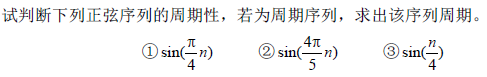 试判断下列正弦序列的周期性，若为周期序列，求出该序列周期。
① sin(π/4 n) ② sin(4π/5 n) ③ sin(n/4)